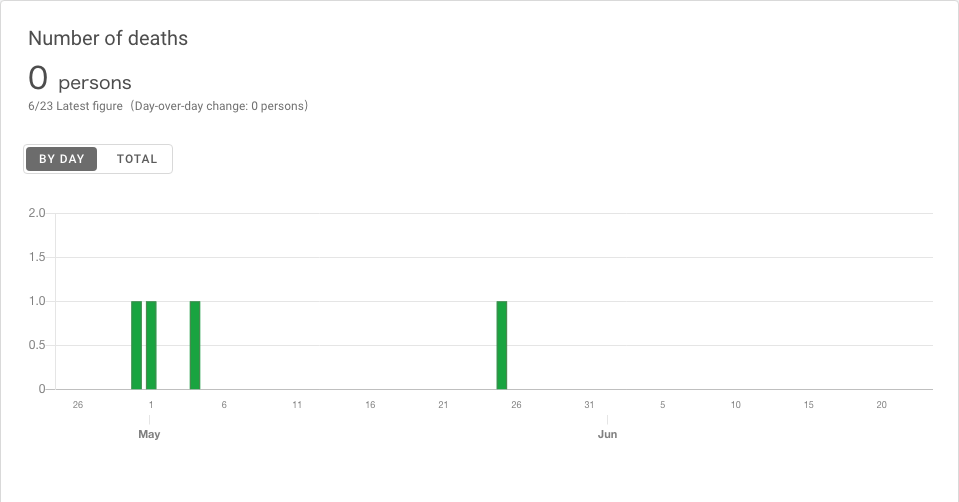 Number of deaths
0 persons
6/23 Latest figure（Day-over-day change: 0 persons）
BY DAY TOTAL
2.0
1.5
1.0
0.5
0
26 1 6 11 16 21 26 31 5 10 15 20
May Jun